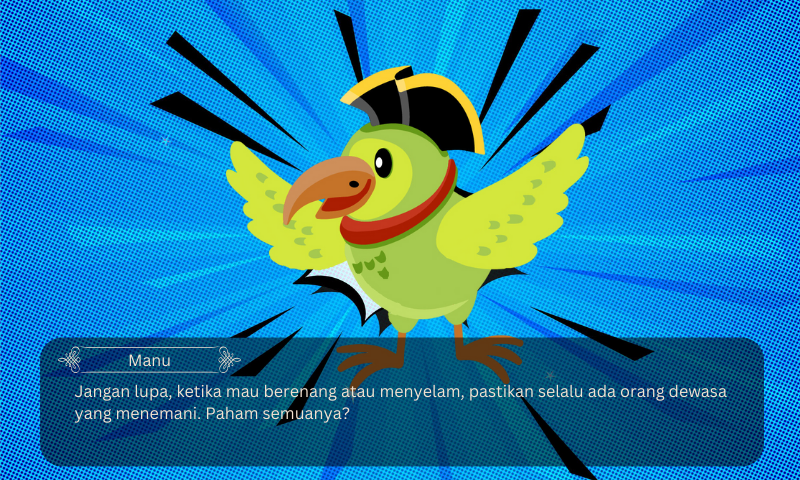 Manu
Jangan lupa, ketika mau berenang atau menyelam, pastikan selalu ada orang dewasa
yang menemani. Paham semuanya?